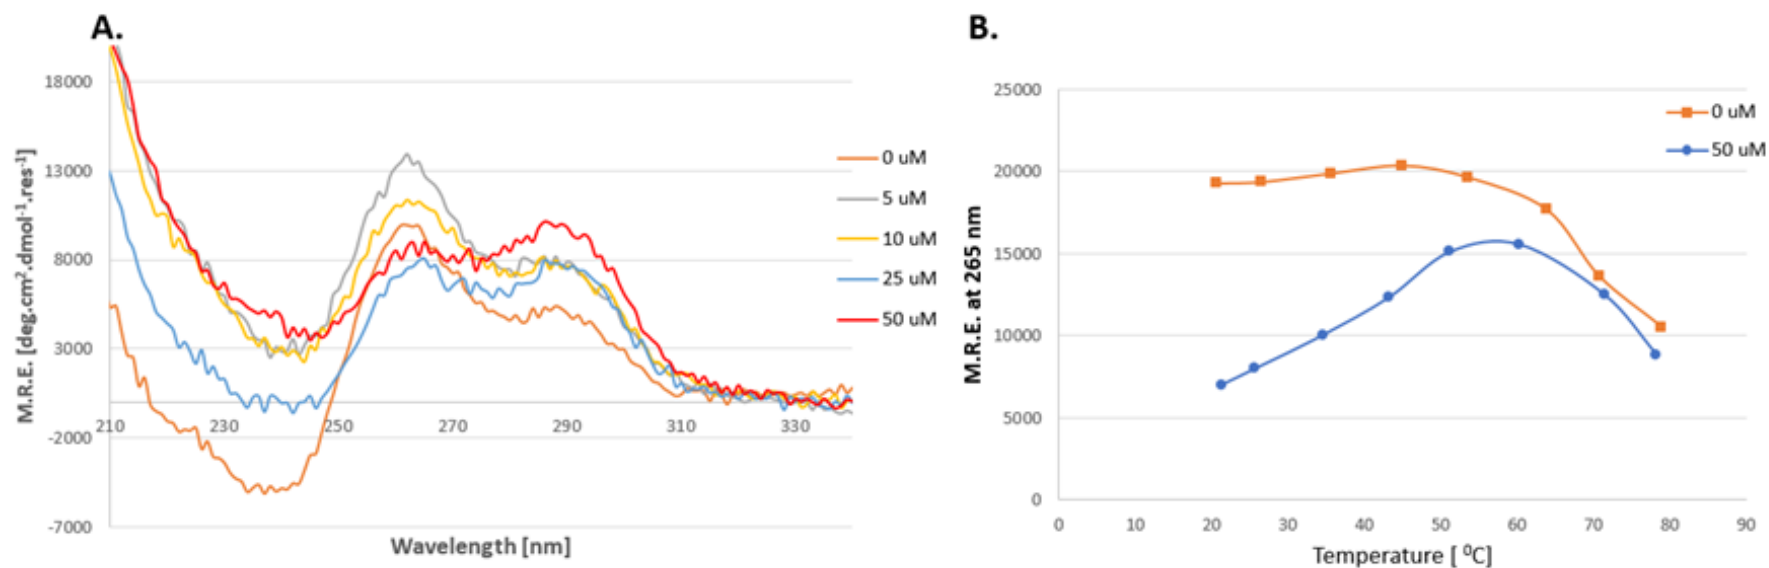 A.
M.R.E. [deg.cm².dmol⁻¹.res⁻¹]
18000
13000
8000
3000
-2000
-7000
210
230
250
270
290
310
330
Wavelength [nm]
0 uM
5 uM
10 uM
25 uM
50 uM
B.
M.R.E. at 265 nm
25000
20000
15000
10000
5000
0
0
10
20
30
40
50
60
70
80
90
Temperature [ ⁰C]
0 uM
50 uM